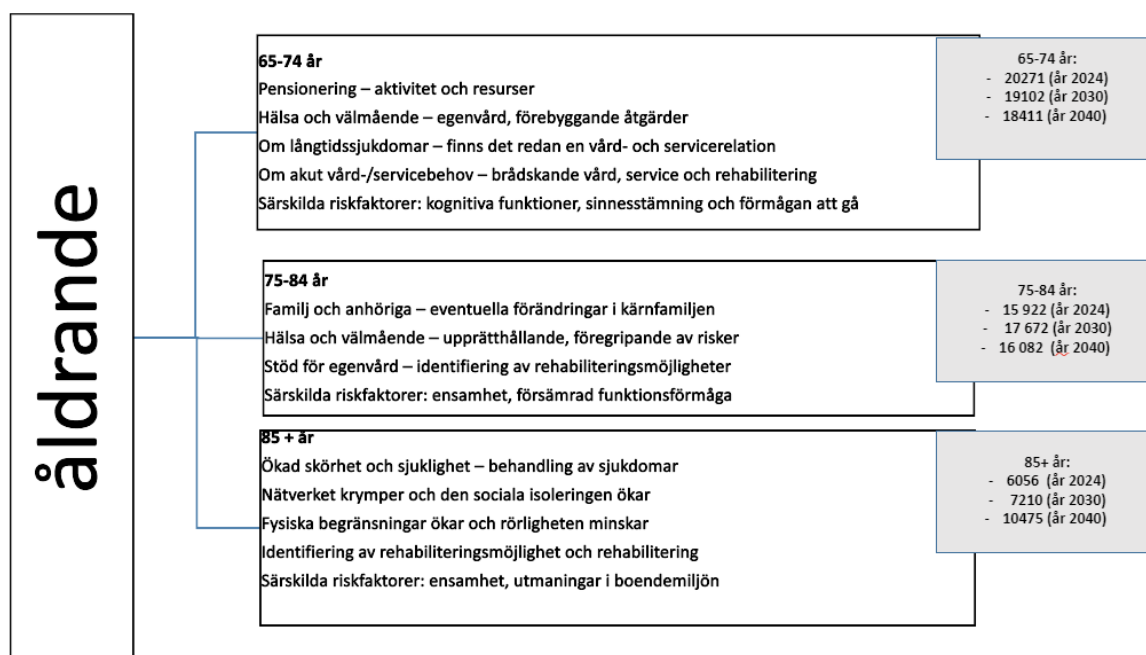 åldrande
65-74 år
Pensionering – aktivitet och resurser
Hälsa och välmående – egenvård, förebyggande åtgärder
Om långtidssjukdomar – finns det redan en vård- och servicerelation
Om akut vård-/servicebehov – brådskande vård, service och rehabilitering
Särskilda riskfaktorer: kognitiva funktioner, sinnesstämning och förmågan att gå
65-74 år:
- 20271 (år 2024)
- 19102 (år 2030)
- 18411 (år 2040)
75-84 år
Familj och anhöriga – eventuella förändringar i kärnfamiljen
Hälsa och välmående – upprätthållande, föregripande av risker
Stöd för egenvård – identifiering av rehabiliteringsmöjligheter
Särskilda riskfaktorer: ensamhet, försämrad funktionsförmåga
75-84 år:
- 15 922 (år 2024)
- 17 672 (år 2030)
- 16 082 (år 2040)
85 + år
Ökad skörhet och sjuklighet – behandling av sjukdomar
Nätverket krymper och den sociala isoleringen ökar
Fysiska begränsningar ökar och rörligheten minskar
Identifiering av rehabiliteringsmöjlighet och rehabilitering
Särskilda riskfaktorer: ensamhet, utmaningar i boendemiljön
85+ år:
- 6056 (år 2024)
- 7210 (år 2030)
- 10475 (år 2040)